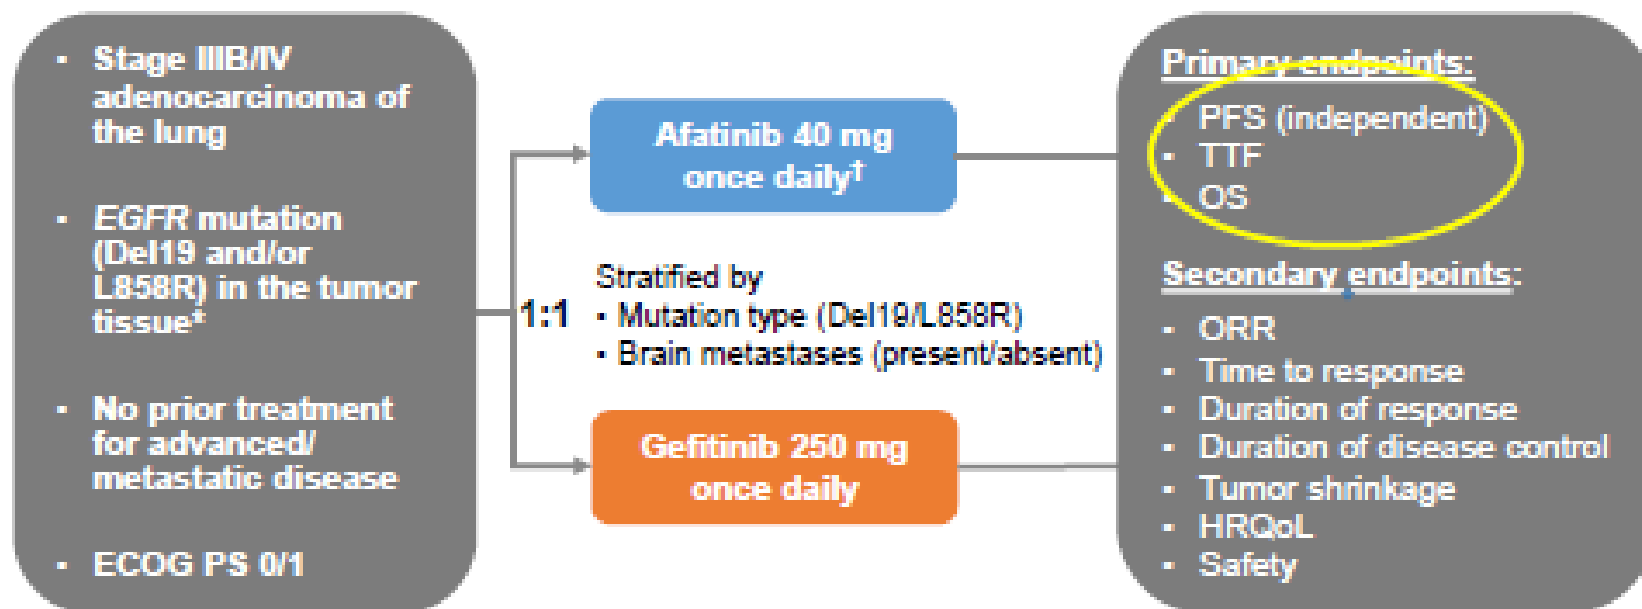 • Stage IIIB/IV
adenocarcinoma of
the lung
• EGFR mutation
(Del19 and/or
L858R) in the tumor
tissue*
• No prior treatment
for advanced/
metastatic disease
• ECOG PS 0/1
1:1
Afatinib 40 mg
once daily†
Stratified by
• Mutation type (Del19/L858R)
• Brain metastases (present/absent)
Gefitinib 250 mg
once daily
Primary endpoints:
• PFS (independent)
• TTF
• OS
Secondary endpoints:
• ORR
• Time to response
• Duration of response
• Duration of disease control
• Tumor shrinkage
• HRQoL
• Safety